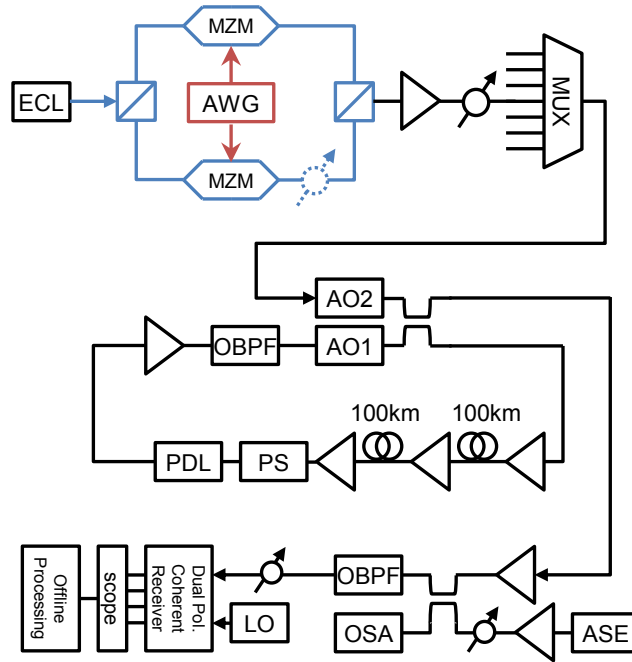 MZM
ECL
AWG
MZM
MUX
AO2
OBPF
AO1
100km
100km
PDL
PS
Offline
Processing
scope
Dual Pol.
Coherent
Receiver
OBPF
LO
OSA
ASE